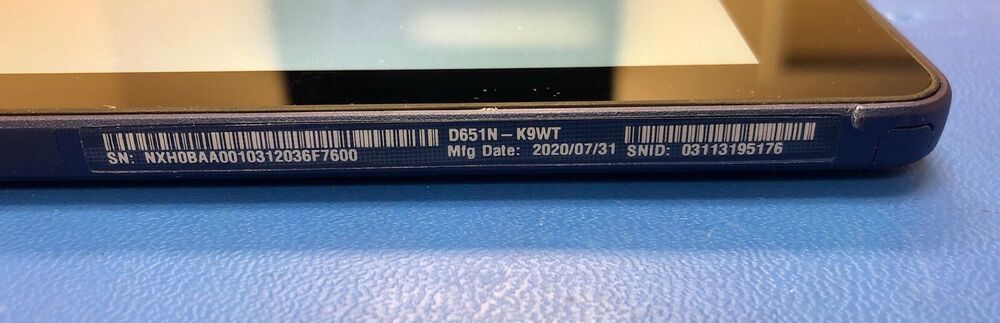 D651N-K9WT
SN: NXH0BAA0010312036F7600
Mfg Date: 2020/07/31
SNID: 03113195176